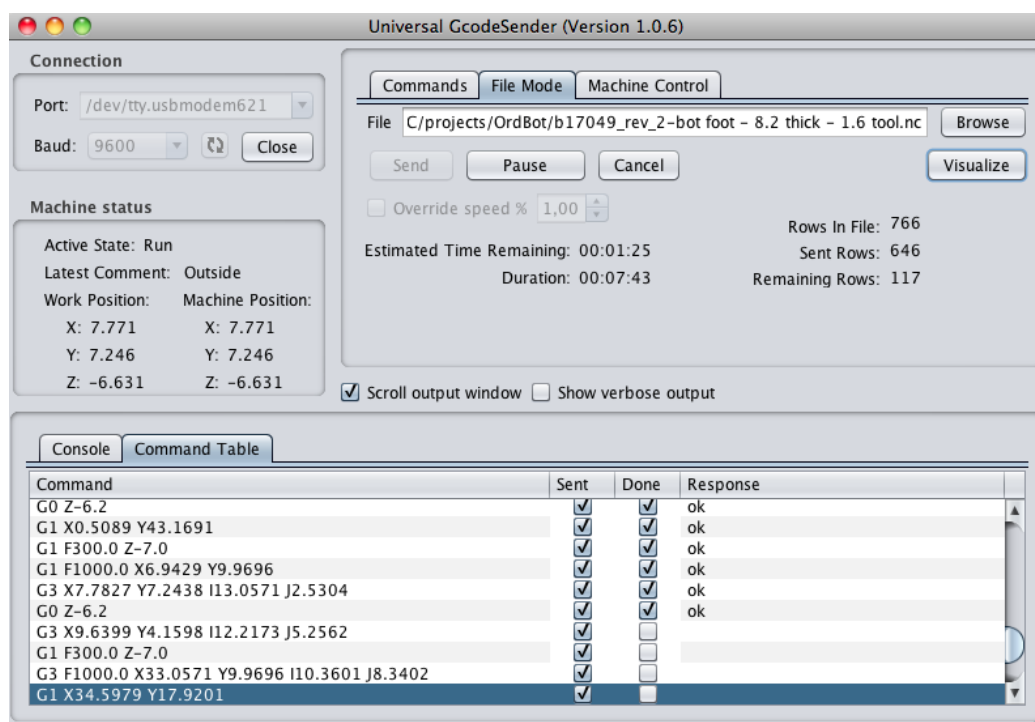 Universal GcodeSender (Version 1.0.6)
Connection
Port: /dev/tty.usbmodem621
Baud: 9600 Close
Machine status
Active State: Run
Latest Comment: Outside
Work Position: Machine Position:
X: 7.771 X: 7.771
Y: 7.246 Y: 7.246
Z: -6.631 Z: -6.631
Commands File Mode Machine Control
File C/projects/OrdBot/b17049_rev_2-bot foot - 8.2 thick - 1.6 tool.nc Browse
Send Pause Cancel Visualize
Override speed % 1,00
Estimated Time Remaining: 00:01:25
Duration: 00:07:43
Rows In File: 766
Sent Rows: 646
Remaining Rows: 117
Scroll output window Show verbose output
Console Command Table
Command Sent Done Response
G0 Z-6.2 ok
G1 X0.5089 Y43.1691 ok
G1 F300.0 Z-7.0 ok
G1 F1000.0 X6.9429 Y9.9696 ok
G3 X7.7827 Y7.2438 I13.0571 J2.5304 ok
G0 Z-6.2 ok
G3 X9.6399 Y4.1598 I12.2173 J5.2562
G1 F300.0 Z-7.0
G3 F1000.0 X33.0571 Y9.9696 I10.3601 J8.3402
G1 X34.5979 Y17.9201